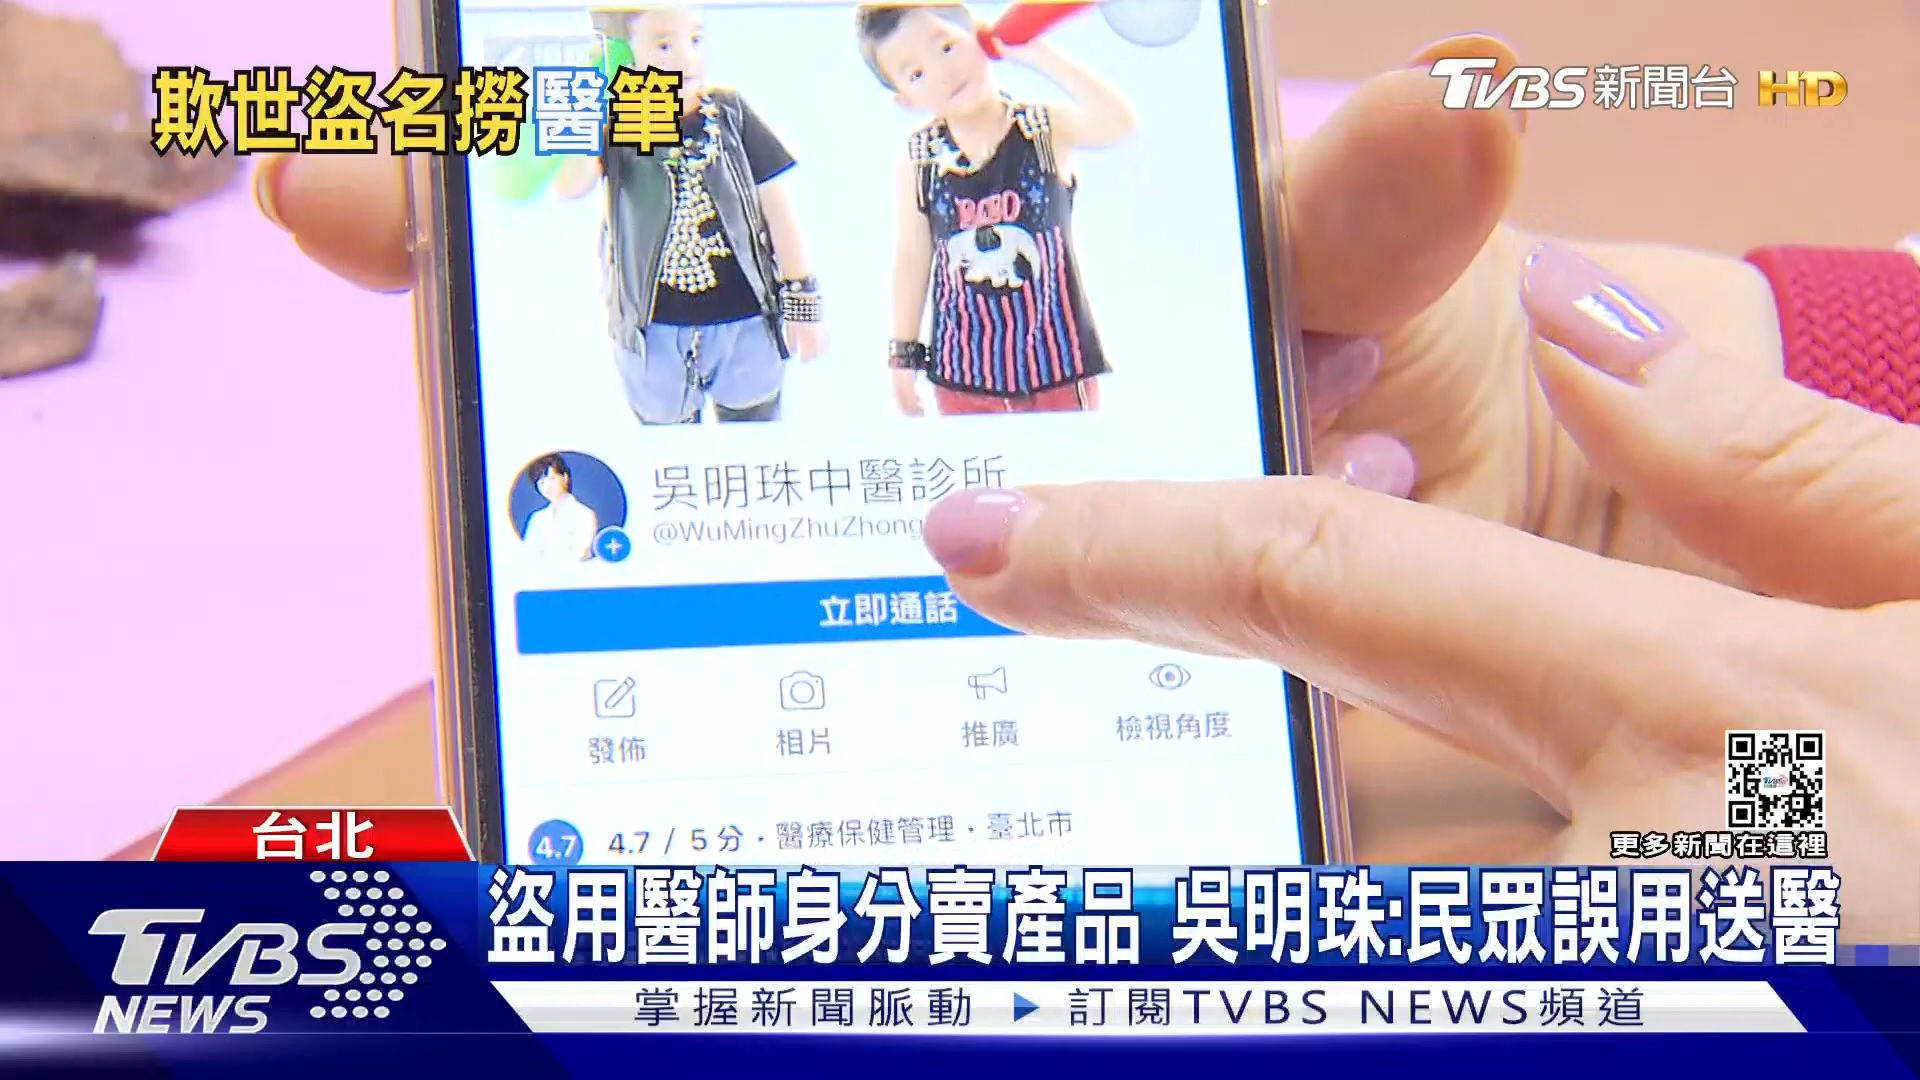 欺世盜名撈醫筆
TVBS新聞台 HD
吳明珠中醫診所
@WuMingZhuZhong
立即通話
發佈
相片
推廣
檢視角度
4.7
4.7 / 5 分・醫療保健管理・臺北市
更多新聞在這裡
台北
盜用醫師身分賣產品 吳明珠:民眾誤用送醫
TVBS NEWS
掌握新聞脈動 ▶ 訂閱TVBS NEWS頻道